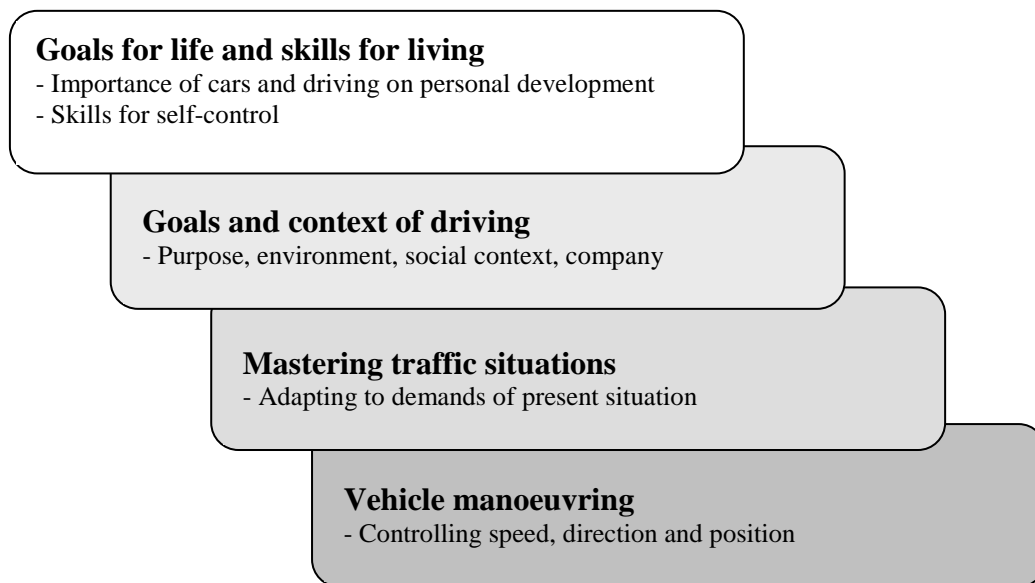 Goals for life and skills for living
- Importance of cars and driving on personal development
- Skills for self-control
Goals and context of driving
- Purpose, environment, social context, company
Mastering traffic situations
- Adapting to demands of present situation
Vehicle manoeuvring
- Controlling speed, direction and position